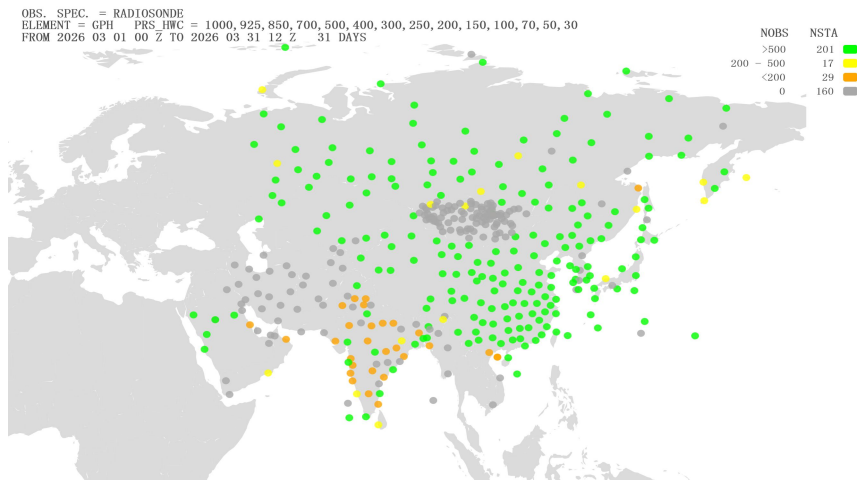 OBS. SPEC. = RADIOSONDE
ELEMENT = GPH PRS_HWC = 1000,925,850,700,500,400,300,250,200,150,100,70,50,30
FROM 2026 03 01 00 Z TO 2026 03 31 12 Z 31 DAYS
NOBS NSTA
>500 201
200 - 500 17
<200 29
0 160